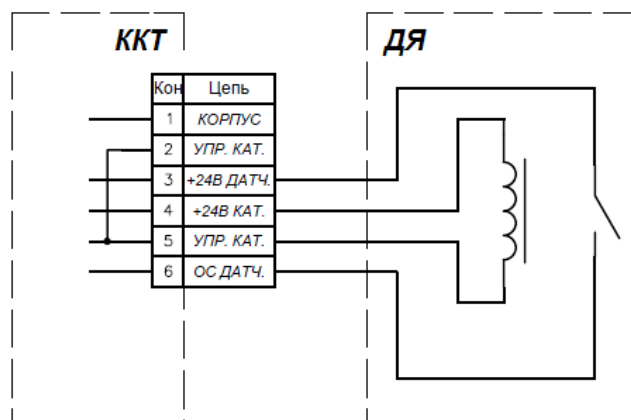 ККТ
ДЯ
Кон Цепь
1 КОРПУС
2 УПР. КАТ.
3 +24В ДАТЧ.
4 +24В КАТ.
5 УПР. КАТ.
6 ОС ДАТЧ.